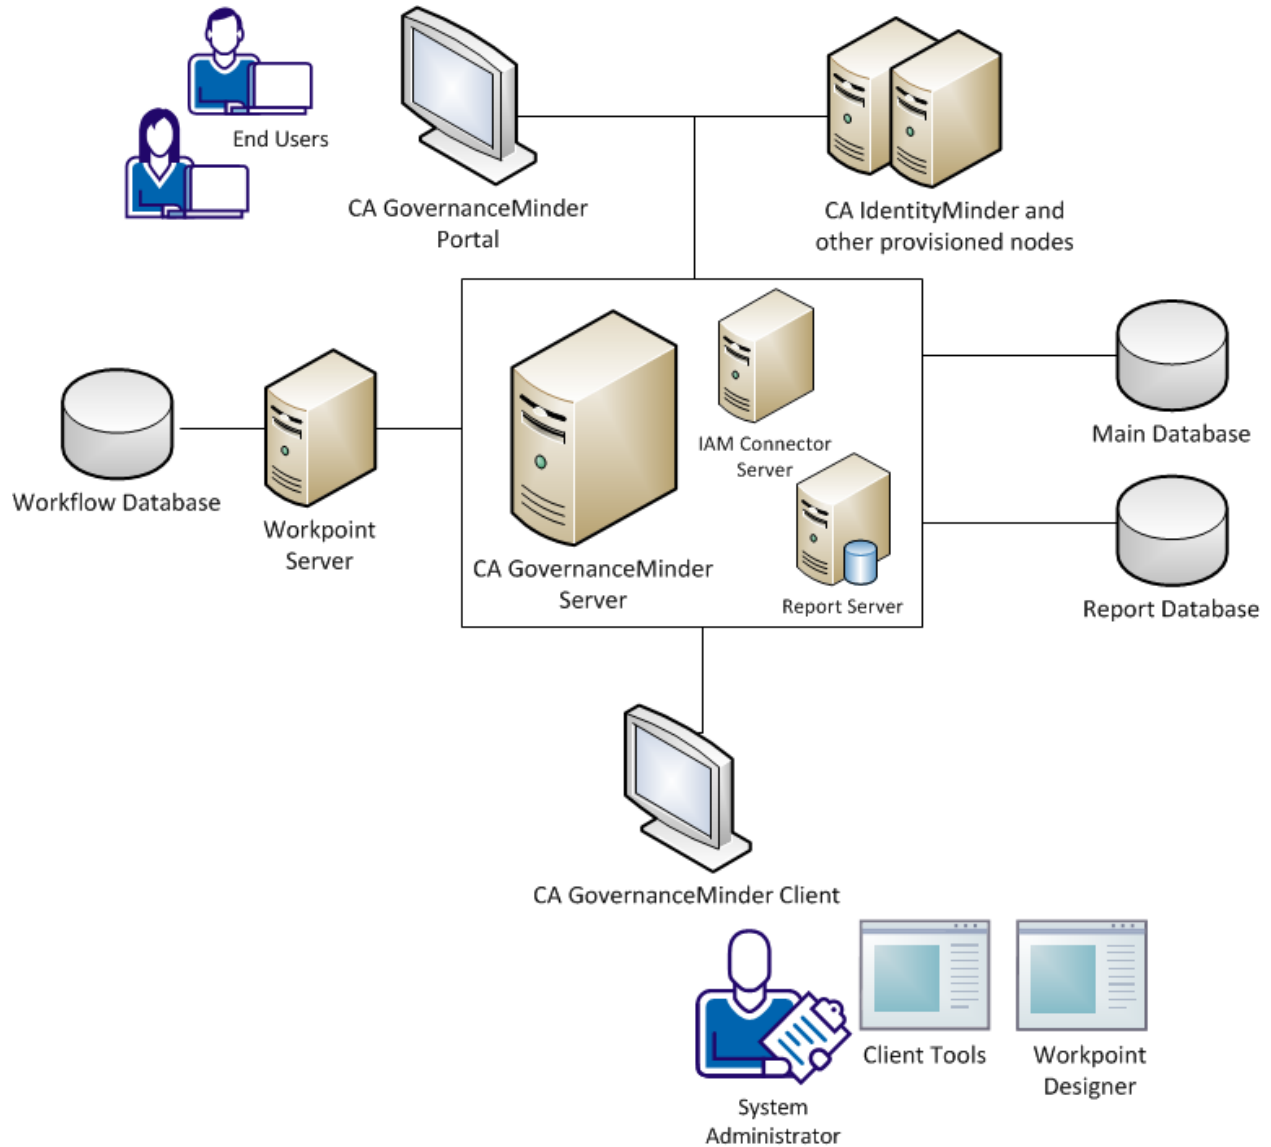 End Users
CA GovernanceMinder
Portal
CA IdentityMinder and
other provisioned nodes
Workflow Database
Workpoint
Server
CA GovernanceMinder
Server
IAM Connector
Server
Report Server
Main Database
Report Database
CA GovernanceMinder Client
System
Administrator
Client Tools
Workpoint
Designer